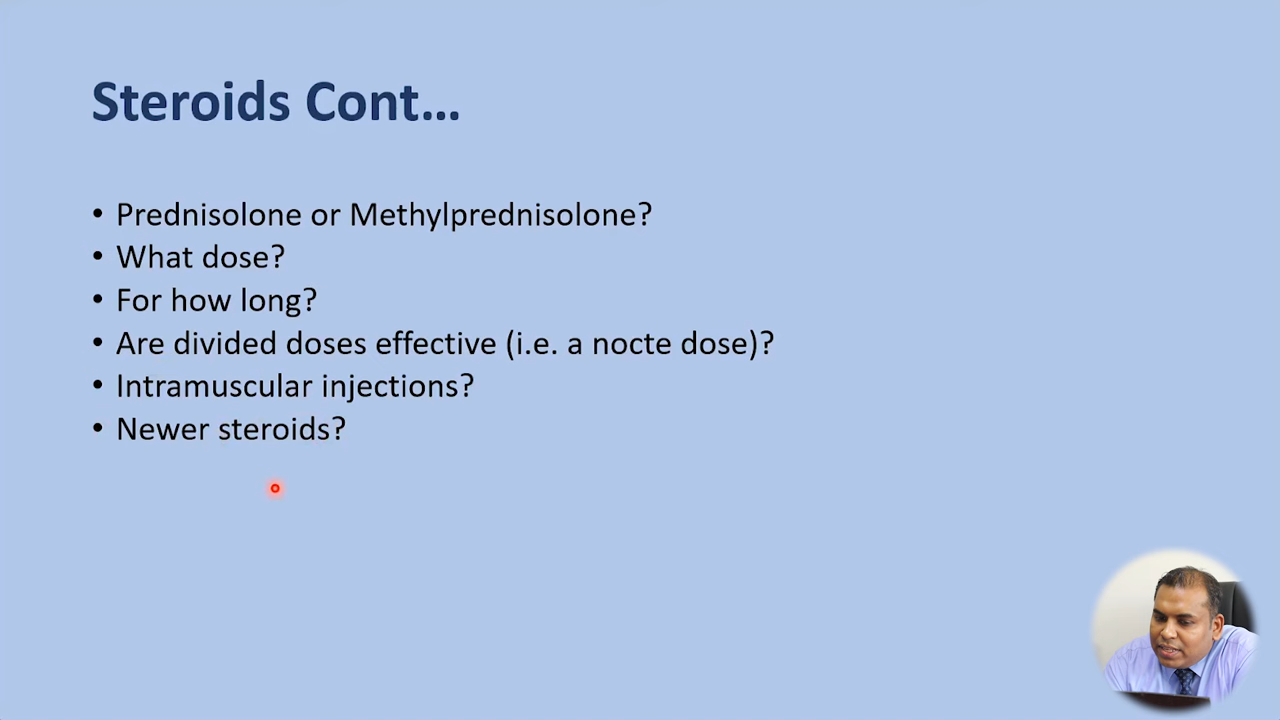 Steroids Cont...
• Prednisolone or Methylprednisolone?
• What dose?
• For how long?
• Are divided doses effective (i.e. a nocte dose)?
• Intramuscular injections?
• Newer steroids?